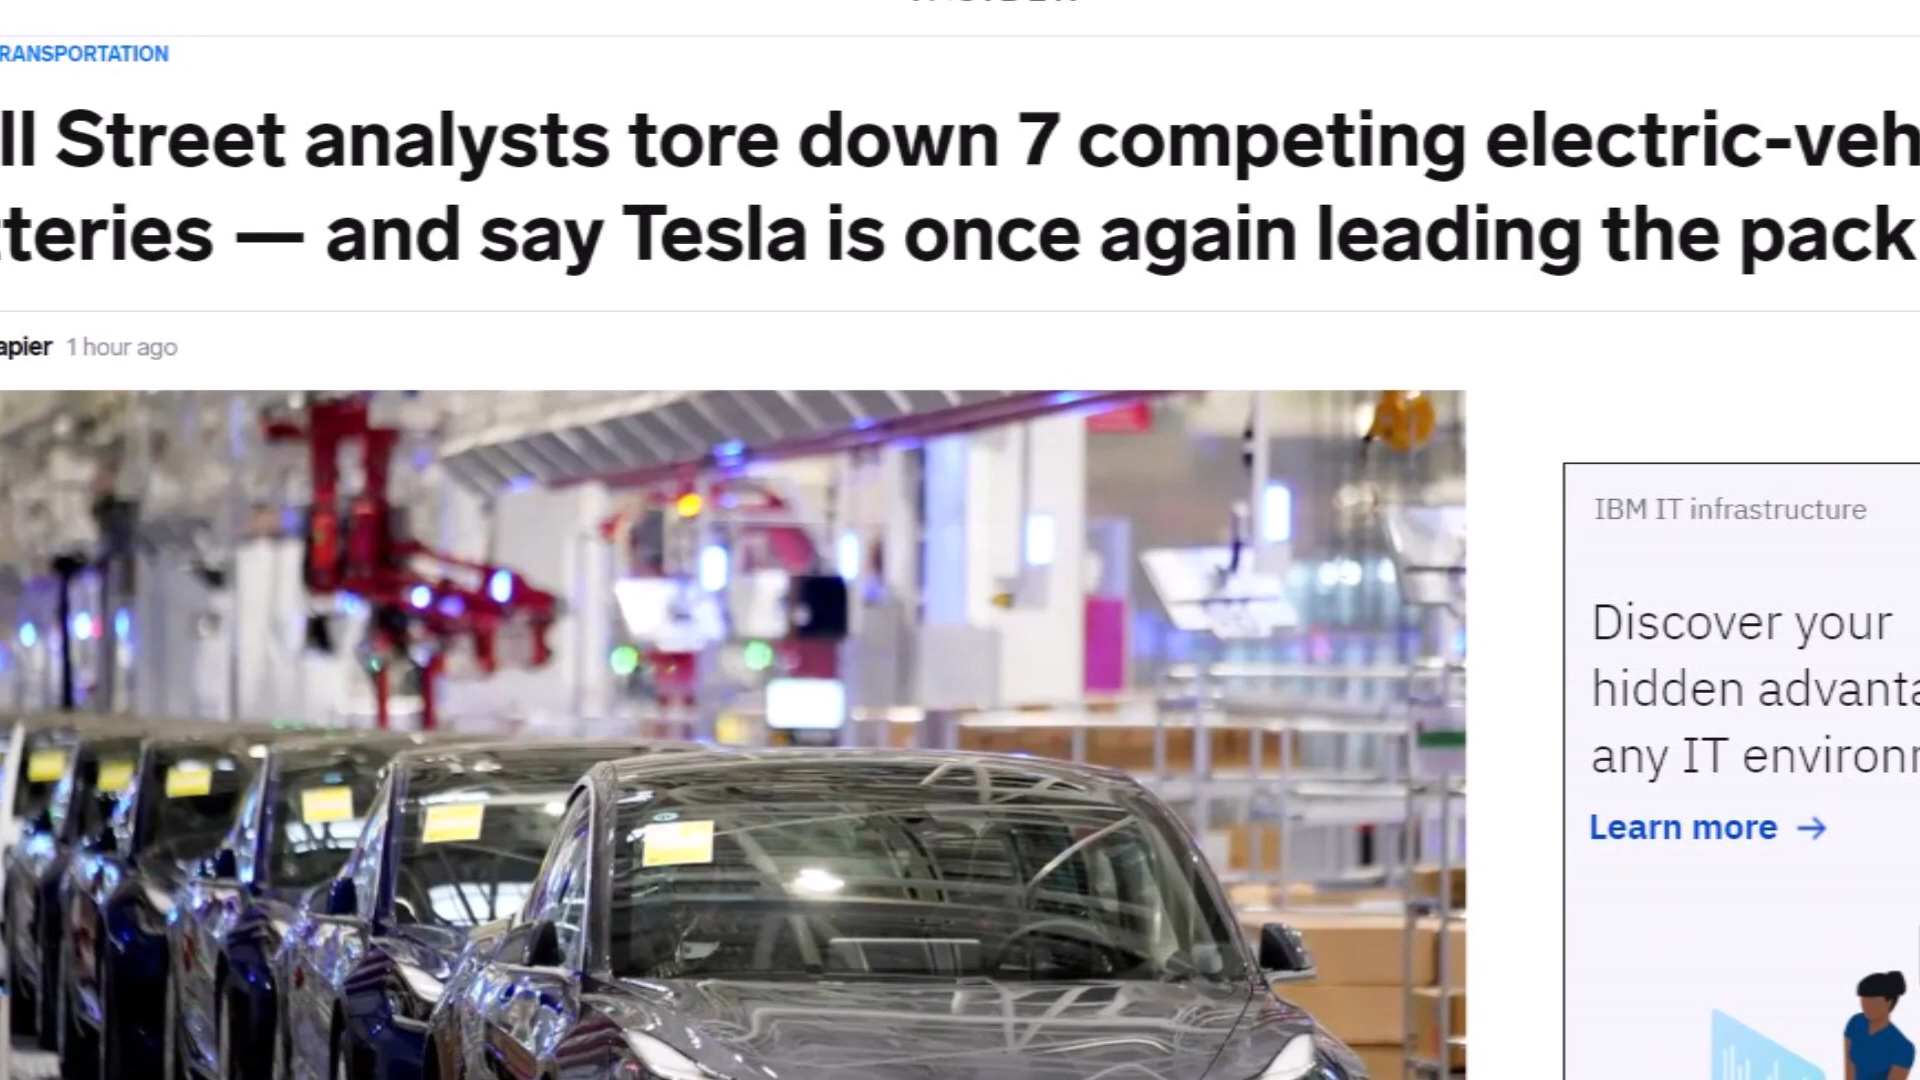 RANSPORTATION
ll Street analysts tore down 7 competing electric-veh
tteries — and say Tesla is once again leading the pack
apier 1 hour ago
IBM IT infrastructure
Discover your
hidden advanta
any IT environ
Learn more →